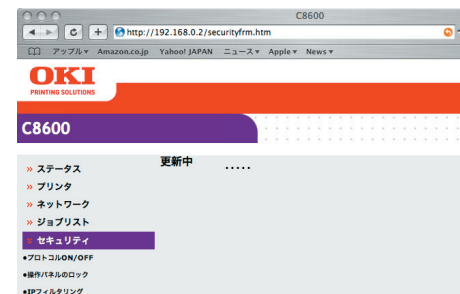 C8600
http://192.168.0.2/securityfrm.htm
アップル▼ Amazon.co.jp Yahoo! JAPAN ニュース▼ Apple▼ News▼
OKI
PRINTING SOLUTIONS
C8600
更新中 .....
» ステータス
» プリンタ
» ネットワーク
» ジョブリスト
» セキュリティ
●プロトコルON/OFF
●操作パネルのロック
●IPフィルタリング